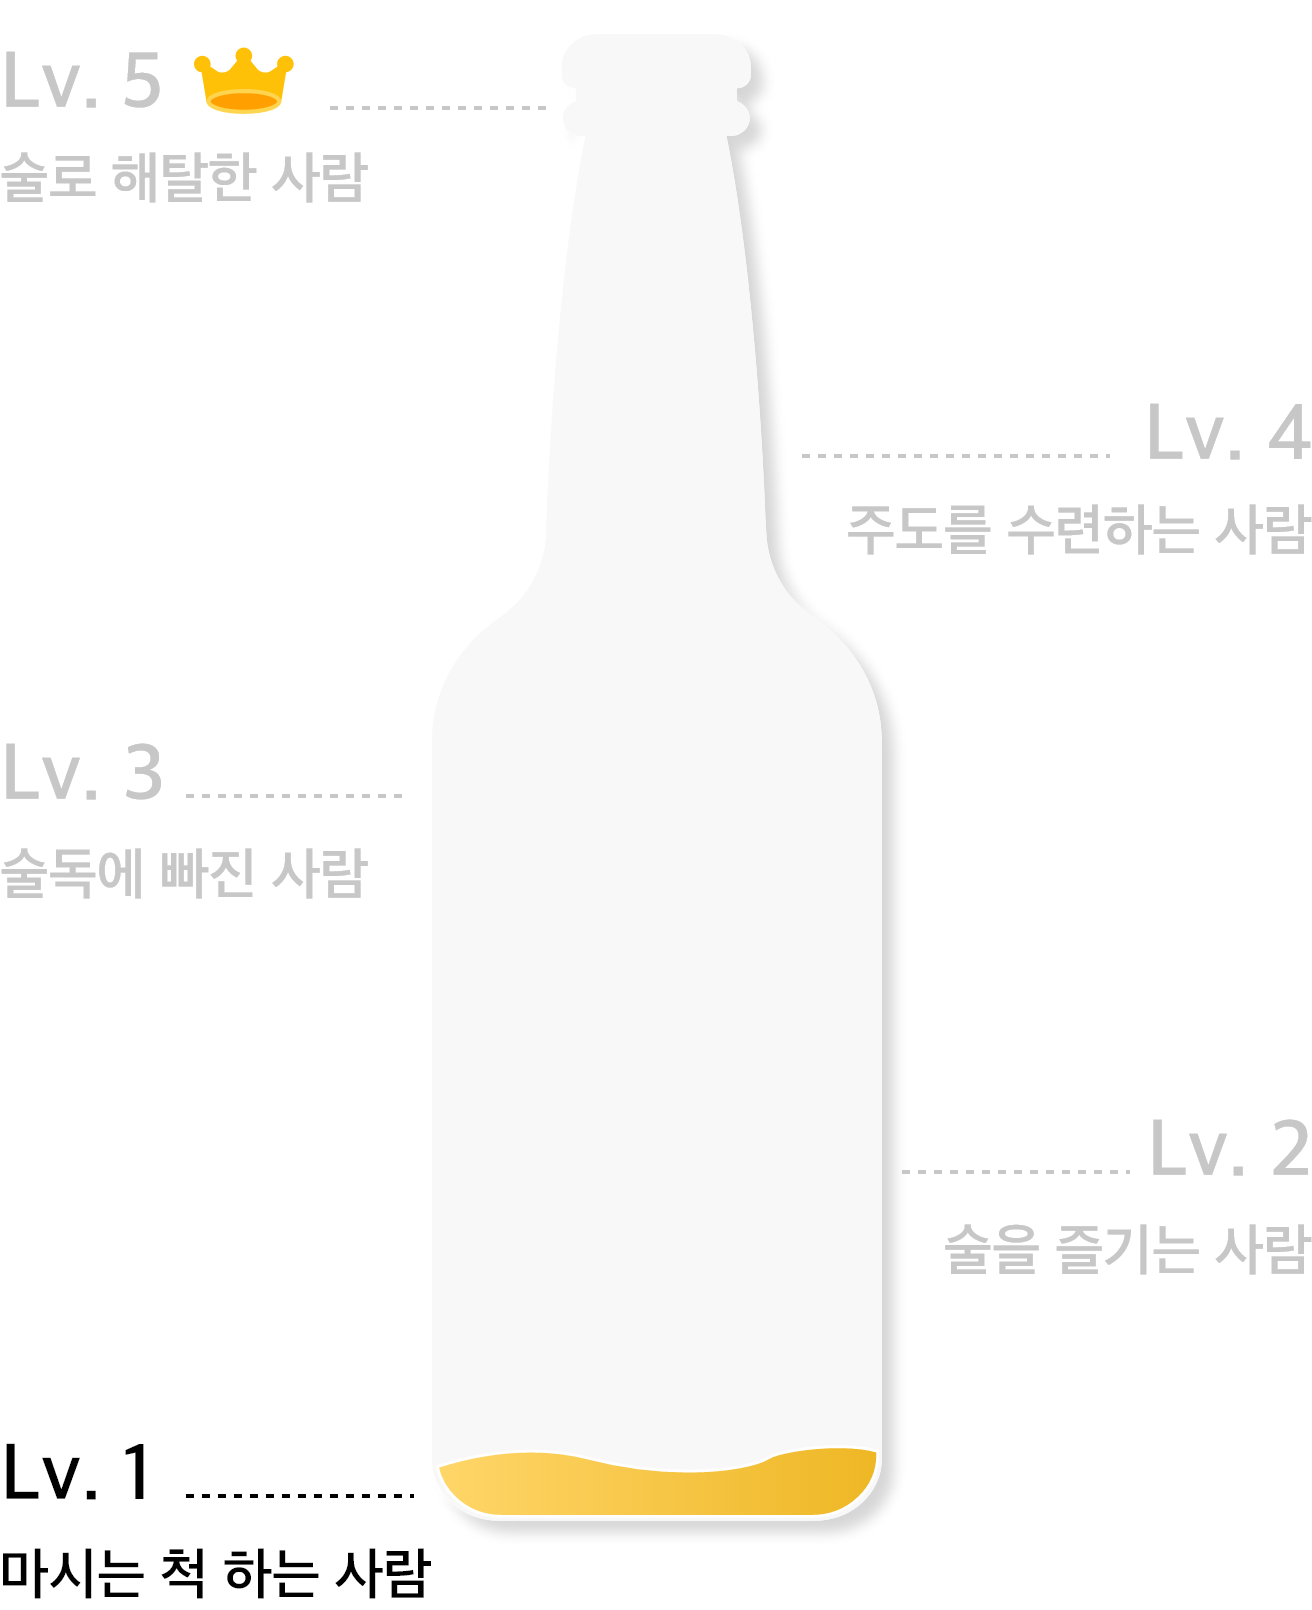 Lv. 5
술로 해탈한 사람
Lv. 4
주도를 수련하는 사람
Lv. 3
술독에 빠진 사람
Lv. 2
술을 즐기는 사람
Lv. 1
마시는 척 하는 사람